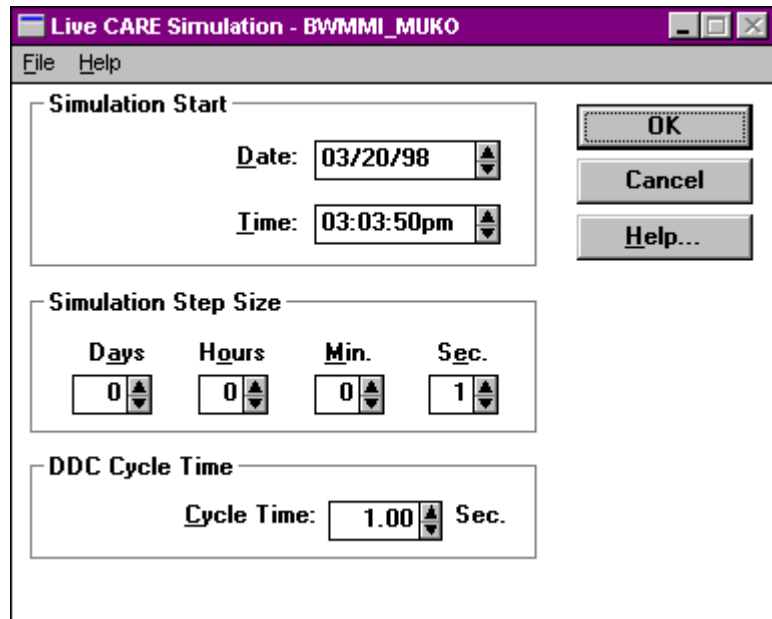 Live CARE Simulation - BWMMI_MUKO
File Help
Simulation Start
Date: 03/20/98
Time: 03:03:50pm
OK
Cancel
Help...
Simulation Step Size
Days Hours Min. Sec.
0 0 0 1
DDC Cycle Time
Cycle Time: 1.00 Sec.